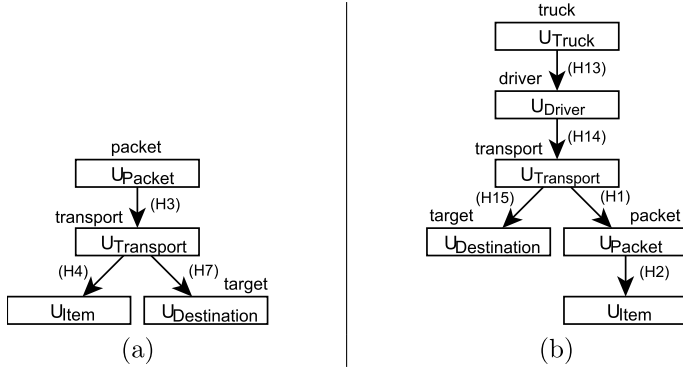 packet
UPacket
(H3)
transport
UTransport
(H4)
(H7)
target
UItem
UDestination
(a)
truck
UTruck
(H13)
driver
UDriver
(H14)
transport
UTransport
(H15)
(H1)
target
packet
UDestination
UPacket
(H2)
UItem
(b)